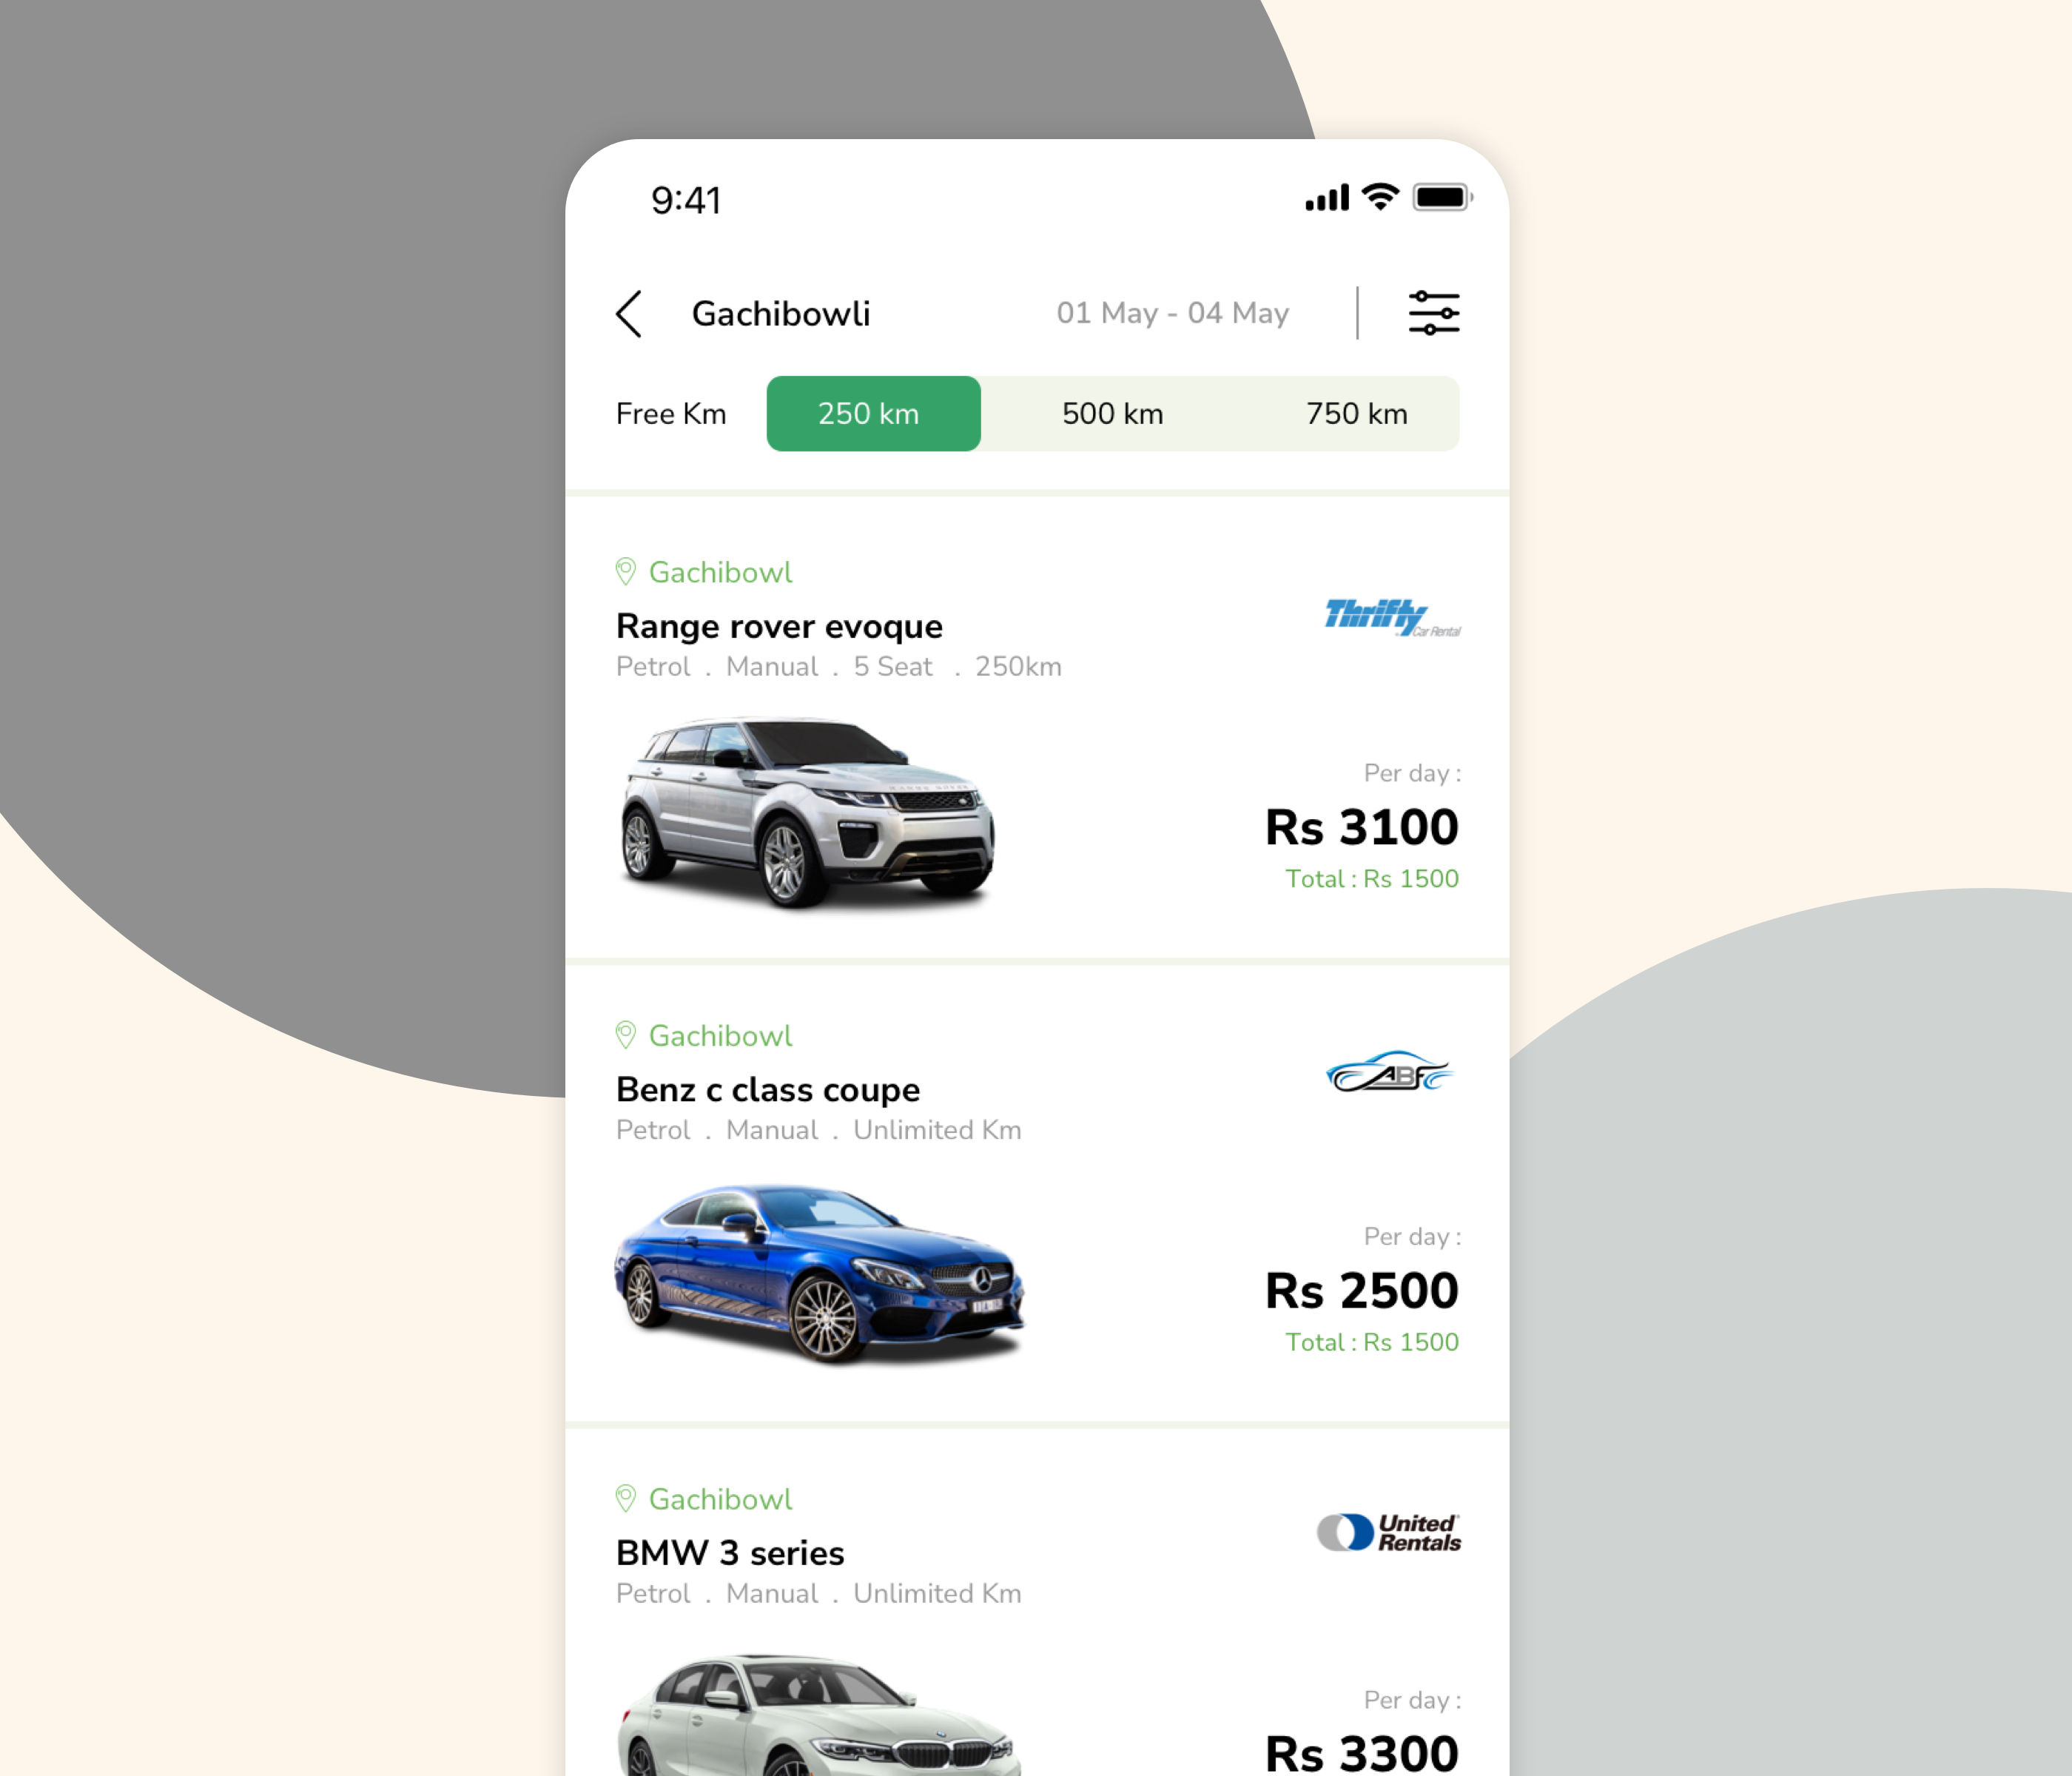 9:41
Gachibowli 01 May - 04 May
Free Km 250 km 500 km 750 km
Gachibowl
Range rover evoque
Thrifty
Car Rental
Petrol . Manual . 5 Seat . 250km
Per day :
Rs 3100
Total : Rs 1500
Gachibowl
Benz c class coupe
ABF
Petrol . Manual . Unlimited Km
Per day :
Rs 2500
Total : Rs 1500
Gachibowl
United
Rentals
BMW 3 series
Petrol . Manual . Unlimited Km
Per day :
Rs 3300